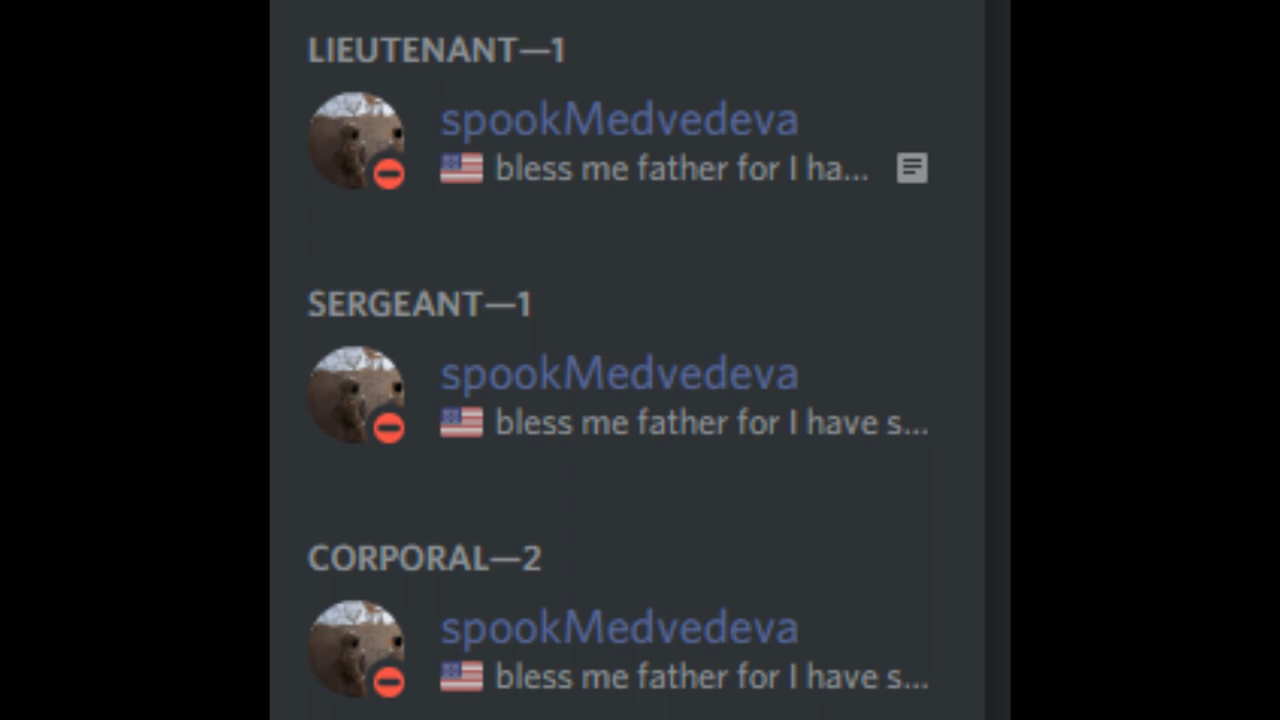 LIEUTENANT—1
spookMedvedeva
🇺🇸 bless me father for I ha...
SERGEANT—1
spookMedvedeva
🇺🇸 bless me father for I have s...
CORPORAL—2
spookMedvedeva
🇺🇸 bless me father for I have s...